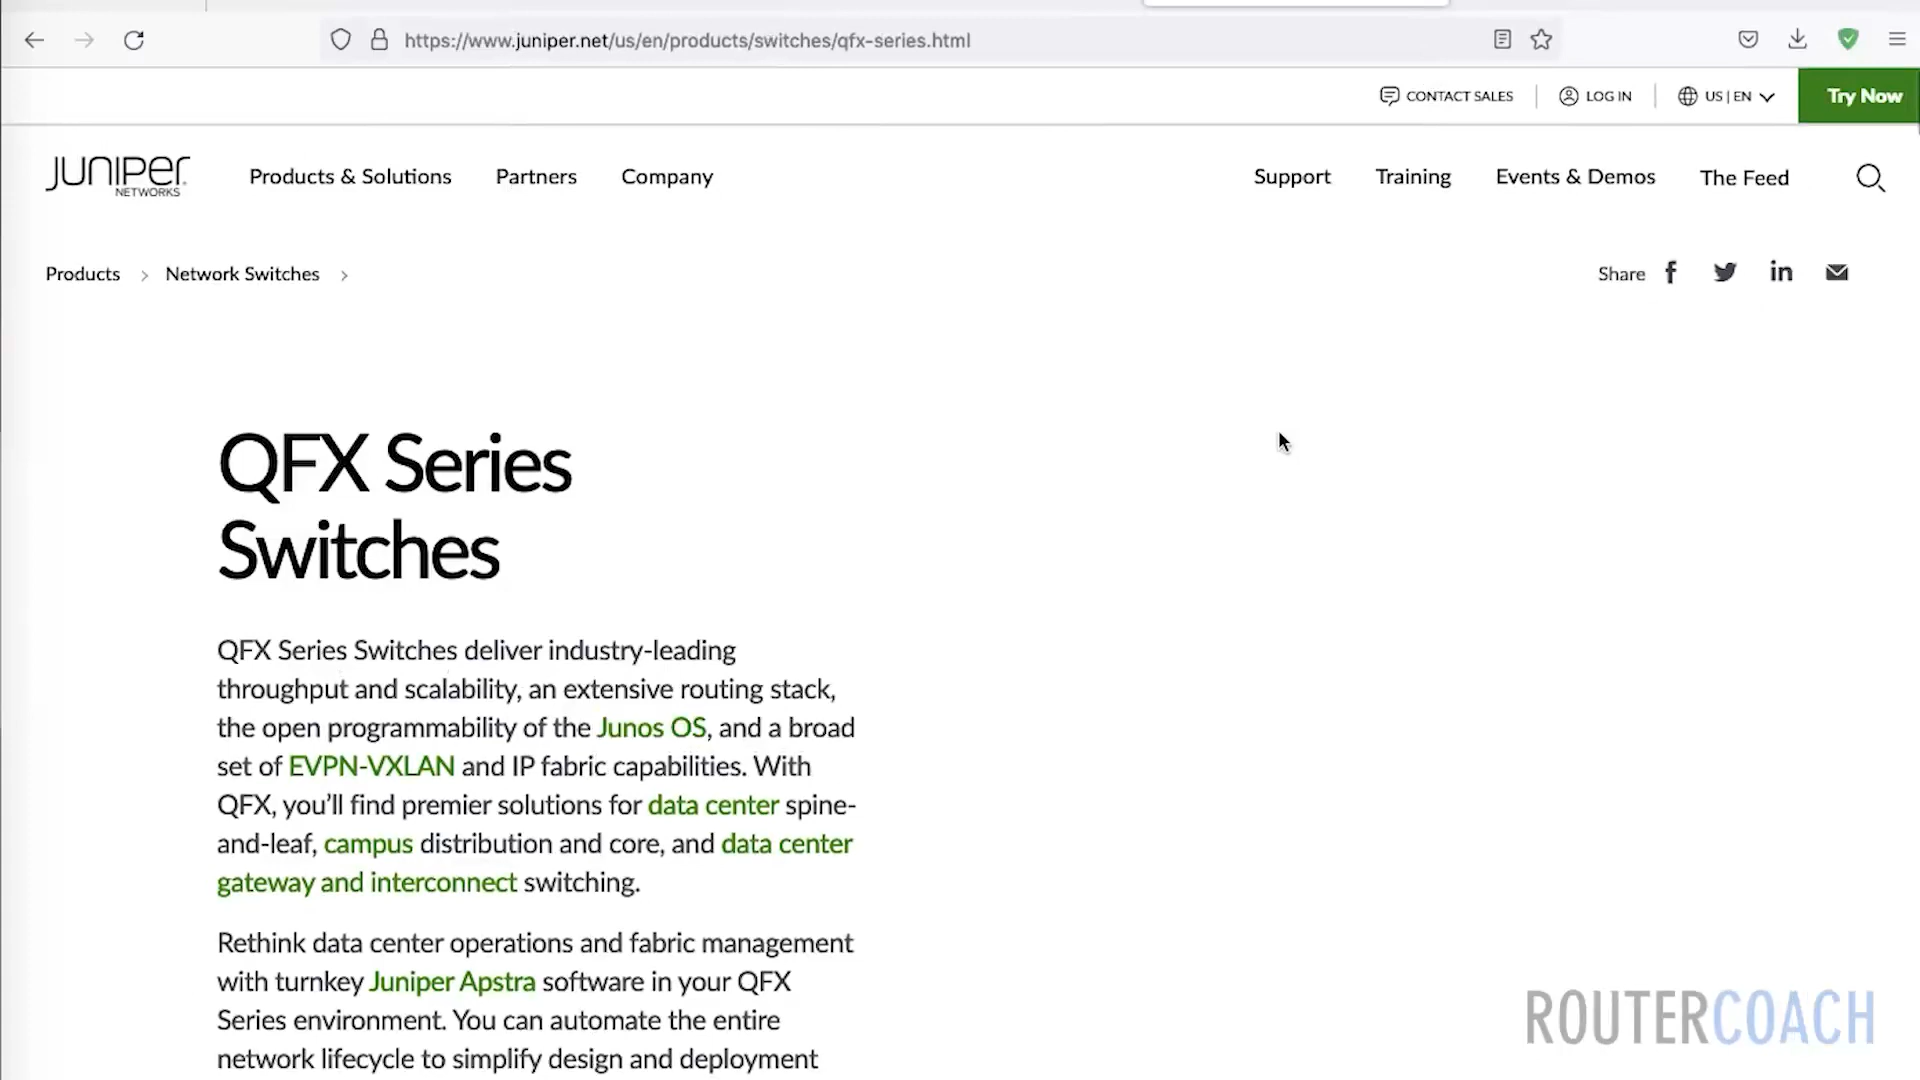 https://www.juniper.net/us/en/products/switches/qfx-series.html
CONTACT SALES
LOG IN
US | EN
Try Now
JUNIPER NETWORKS
Products & Solutions
Partners
Company
Support
Training
Events & Demos
The Feed
Products
Network Switches
Share
QFX Series
Switches
QFX Series Switches deliver industry-leading
throughput and scalability, an extensive routing stack,
the open programmability of the Junos OS, and a broad
set of EVPN-VXLAN and IP fabric capabilities. With
QFX, you’ll find premier solutions for data center spine-
and-leaf, campus distribution and core, and data center
gateway and interconnect switching.
Rethink data center operations and fabric management
with turnkey Juniper Apstra software in your QFX
Series environment. You can automate the entire
network lifecycle to simplify design and deployment
ROUTERCOACH